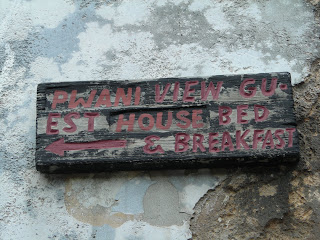 PWANI VIEW GU-
EST HOUSE BED
& BREAKFAST